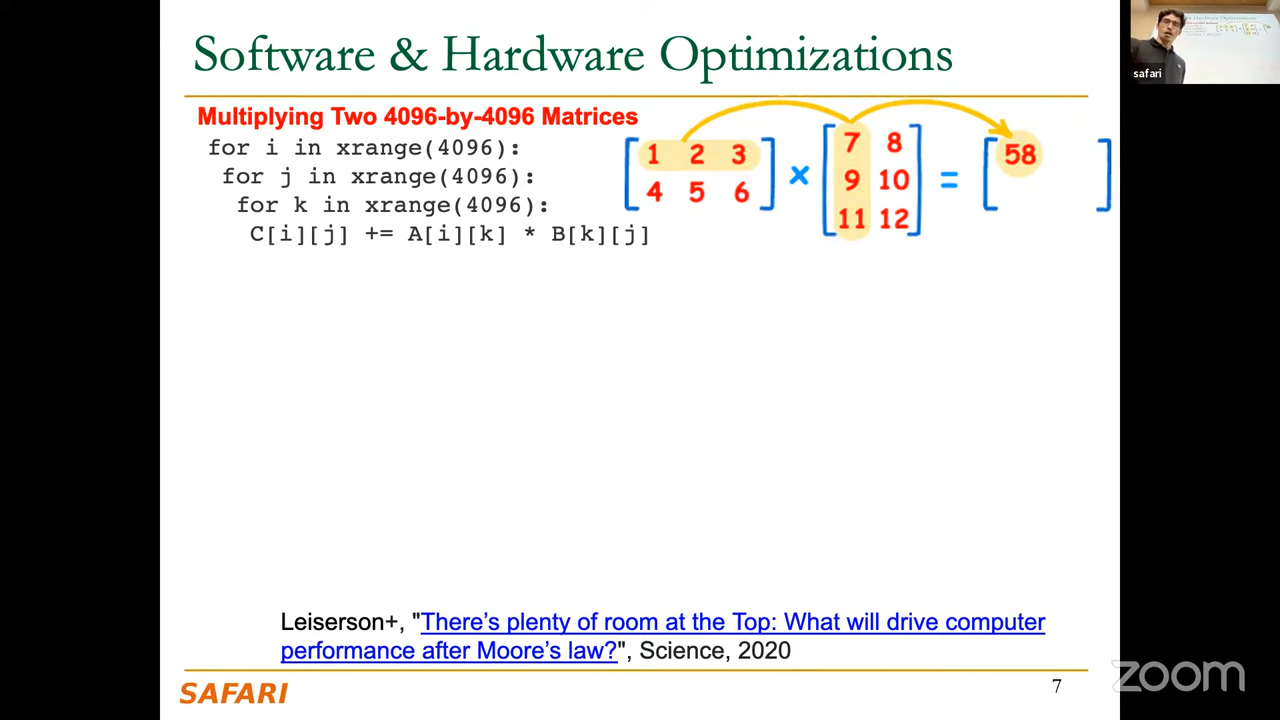 Software & Hardware Optimizations
Multiplying Two 4096-by-4096 Matrices
for i in xrange(4096):
for j in xrange(4096):
for k in xrange(4096):
C[i][j] += A[i][k] * B[k][j]
1 2 3
4 5 6
×
7 8
9 10
11 12
=
58
Leiserson+, "There's plenty of room at the Top: What will drive computer
performance after Moore's law?", Science, 2020
SAFARI
7
safari
zoom